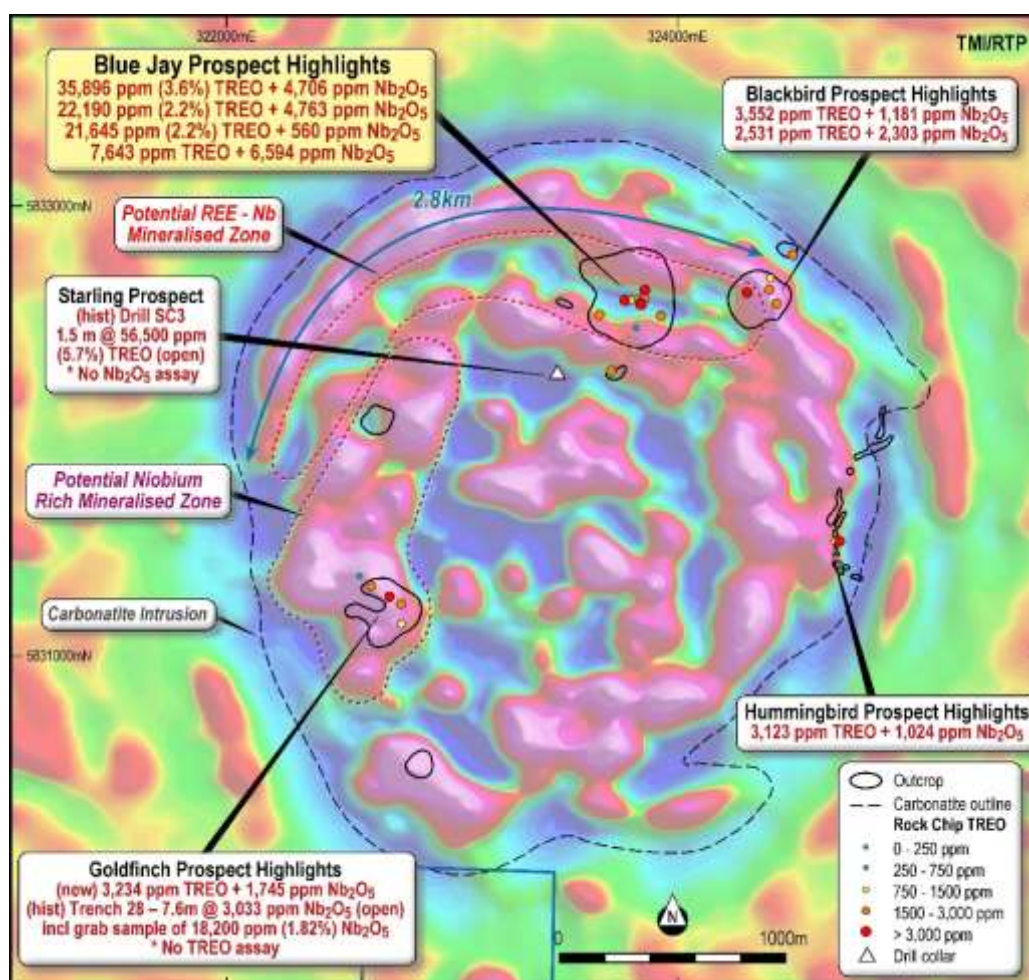 322000mE
324000mE
TMI/RTP
Blue Jay Prospect Highlights
35,896 ppm (3.6%) TREO + 4,706 ppm Nb₂O₅
22,190 ppm (2.2%) TREO + 4,763 ppm Nb₂O₅
21,645 ppm (2.2%) TREO + 560 ppm Nb₂O₅
7,643 ppm TREO + 6,594 ppm Nb₂O₅
Blackbird Prospect Highlights
3,552 ppm TREO + 1,181 ppm Nb₂O₅
2,531 ppm TREO + 2,303 ppm Nb₂O₅
5833000mN
2.8km
Potential REE - Nb
Mineralised Zone
Starling Prospect
(hist) Drill SC3
1.5 m @ 56,500 ppm
(5.7%) TREO (open)
* No Nb₂O₅ assay
Potential Niobium
Rich Mineralised Zone
Carbonatite Intrusion
5831000mN
Hummingbird Prospect Highlights
3,123 ppm TREO + 1,024 ppm Nb₂O₅
Goldfinch Prospect Highlights
(new) 3,234 ppm TREO + 1,745 ppm Nb₂O₅
(hist) Trench 28 – 7.6m @ 3,033 ppm Nb₂O₅ (open)
incl grab sample of 18,200 ppm (1.82%) Nb₂O₅
* No TREO assay
N
0
1000m
Outcrop
Carbonatite outline
Rock Chip TREO
0 - 250 ppm
250 - 750 ppm
750 - 1500 ppm
1500 - 3,000 ppm
> 3,000 ppm
Drill collar